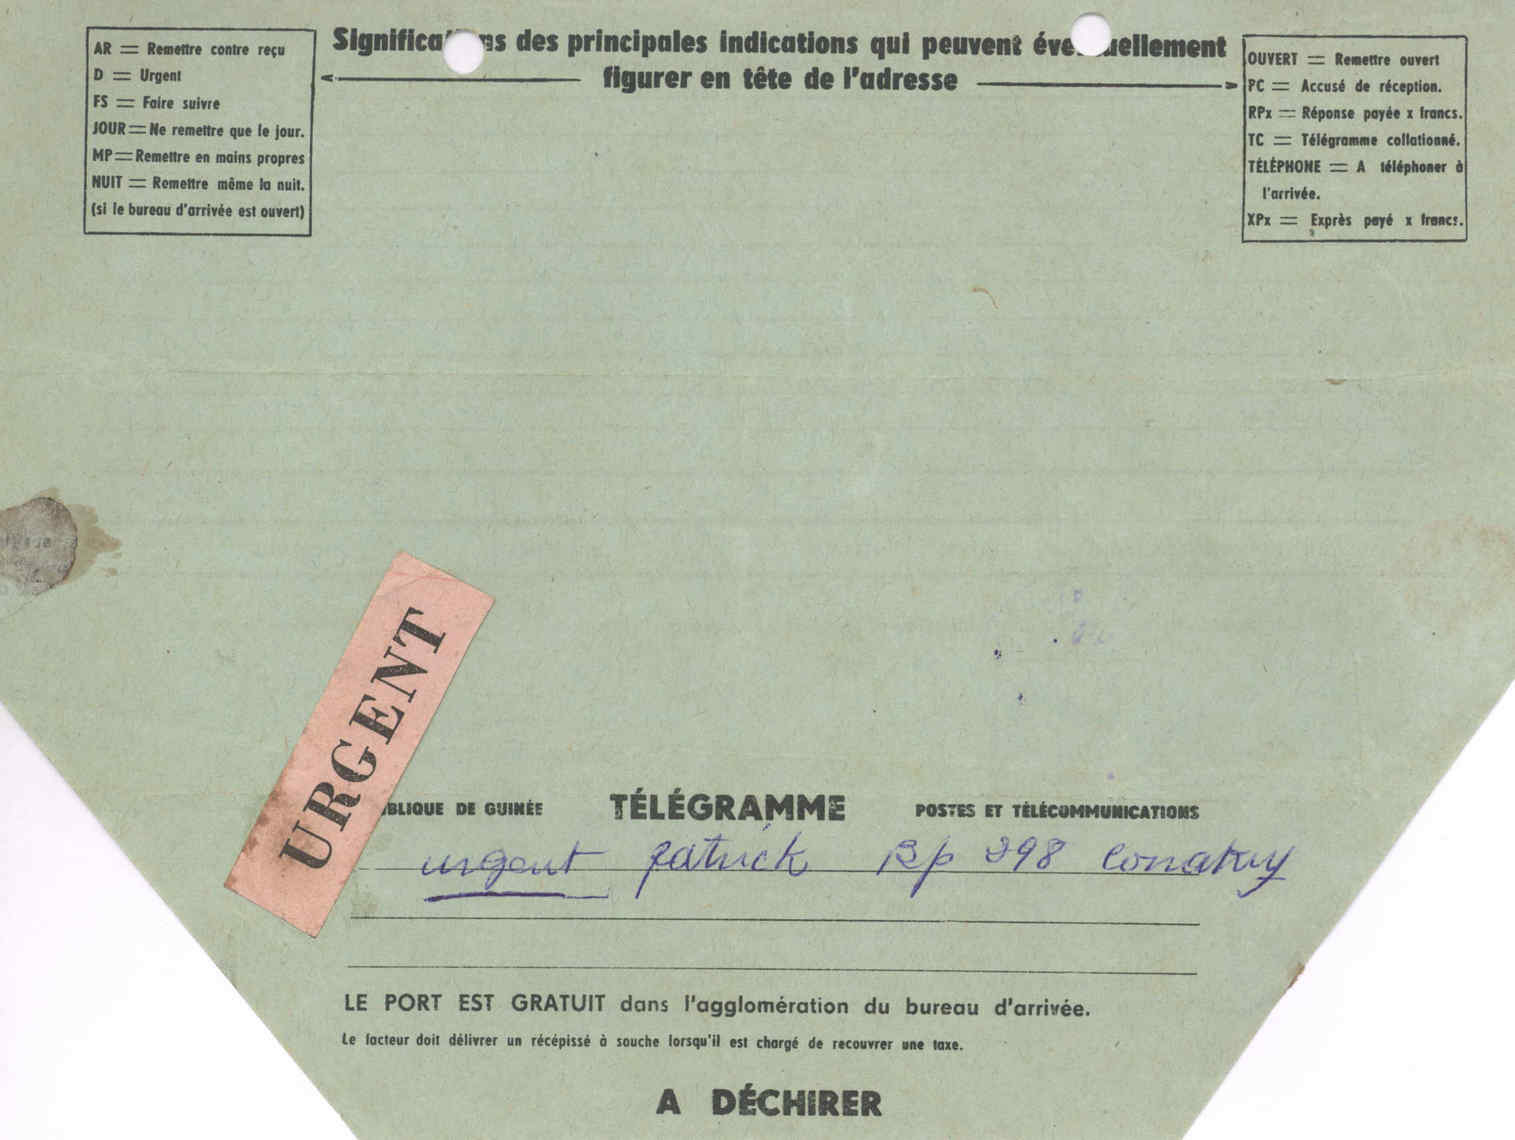 Significa ns des principales indications qui peuvent éve uellement
figurer en tête de l'adresse
AR = Remettre contre reçu
D = Urgent
FS = Faire suivre
JOUR = Ne remettre que le jour.
MP = Remettre en mains propres
NUIT = Remettre même la nuit.
(si le bureau d'arrivée est ouvert)
OUVERT = Remettre ouvert
PC = Accusé de réception.
RPx = Réponse payée x francs.
TC = Télégramme collationné.
TÉLÉPHONE = A téléphoner à
l'arrivée.
XPx = Exprès payé x francs.
URGENT
BLIQUE DE GUINÉE TÉLÉGRAMME POSTES ET TÉLÉCOMMUNICATIONS
urgent patrick Bp 298 Conakry
LE PORT EST GRATUIT dans l'agglomération du bureau d'arrivée.
Le facteur doit délivrer un récépissé à souche lorsqu'il est chargé de recouvrer une taxe.
A DÉCHIRER